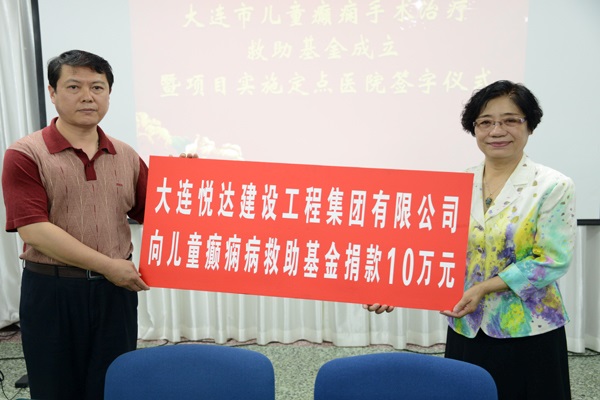 大连市儿童癫痫手术治疗
救助基金成立
暨项目实施定点医院签字仪式
大连悦达建设工程集团有限公司
向儿童癫痫病救助基金捐款10万元